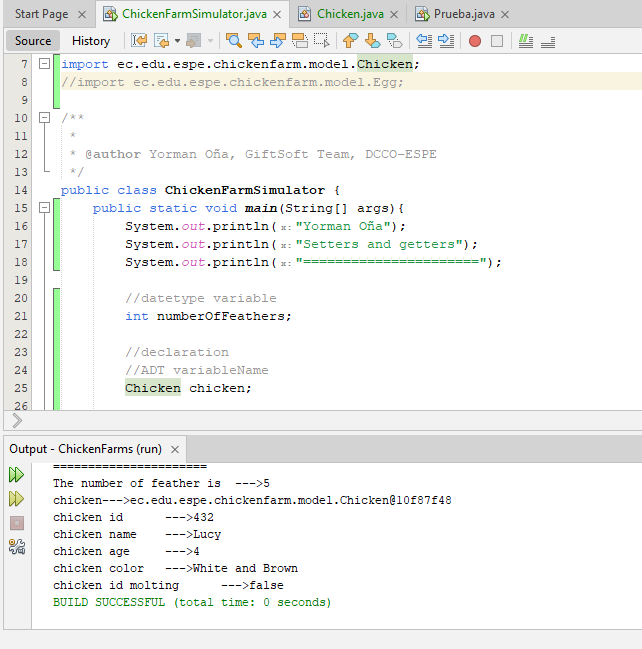 Start Page ChickenFarmSimulator.java Chicken.java Prueba.java
Source History
7 import ec.edu.espe.chickenfarm.model.Chicken;
8 //import ec.edu.espe.chickenfarm.model.Egg;
9
10 /**
11 *
12 * @author Yorman Oña, GiftSoft Team, DCCO-ESPE
13 */
14 public class ChickenFarmSimulator {
15 public static void main(String[] args){
16 System.out.println(x:"Yorman Oña");
17 System.out.println(x:"Setters and getters");
18 System.out.println(x:"======================");
19
20 //datetype variable
21 int numberOfFeathers;
22
23 //declaration
24 //ADT variableName
25 Chicken chicken;
26
Output - ChickenFarms (run)
======================
The number of feather is --->5
chicken--->ec.edu.espe.chickenfarm.model.Chicken@10f87f48
chicken id --->432
chicken name --->Lucy
chicken age --->4
chicken color --->White and Brown
chicken id molting --->false
BUILD SUCCESSFUL (total time: 0 seconds)